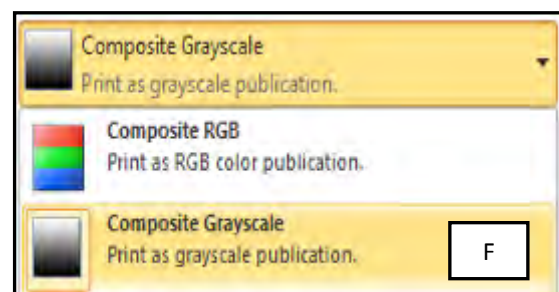 Composite Grayscale
Print as grayscale publication.
Composite RGB
Print as RGB color publication.
Composite Grayscale
Print as grayscale publication.
F